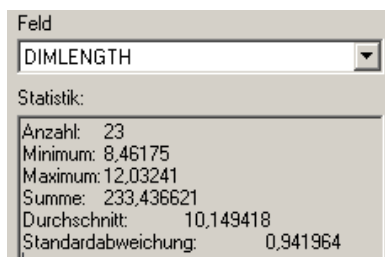 Feld
DIMLENGTH
Statistik:
Anzahl: 23
Minimum: 8,46175
Maximum: 12,03241
Summe: 233,436621
Durchschnitt: 10,149418
Standardabweichung: 0,941964